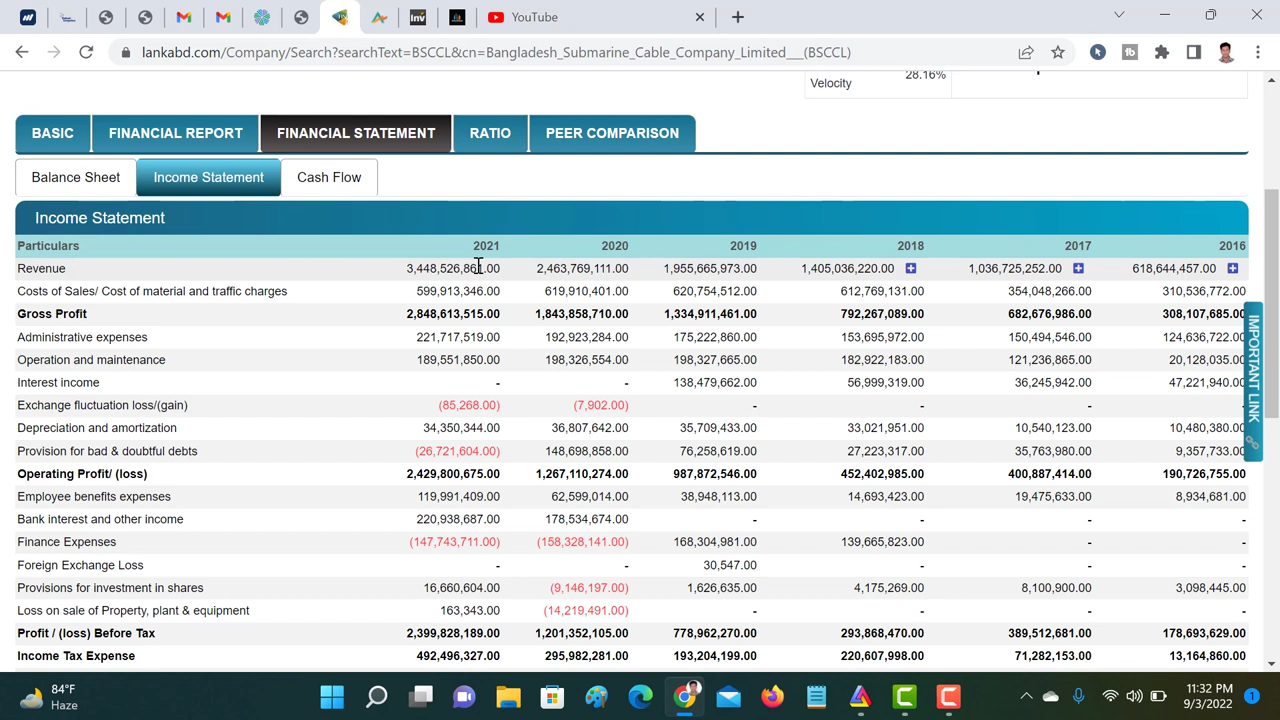 YouTube
lankabd.com/Company/Search?searchText=BSCCL&cn=Bangladesh_Submarine_Cable_Company_Limited___(BSCCL)
28.16%
Velocity
BASIC FINANCIAL REPORT FINANCIAL STATEMENT RATIO PEER COMPARISON
Balance Sheet Income Statement Cash Flow
Income Statement
Particulars 2021 2020 2019 2018 2017 2016
Revenue 3,448,526,861.00 2,463,769,111.00 1,955,665,973.00 1,405,036,220.00 1,036,725,252.00 618,644,457.00
Costs of Sales/ Cost of material and traffic charges 599,913,346.00 619,910,401.00 620,754,512.00 612,769,131.00 354,048,266.00 310,536,772.00
Gross Profit 2,848,613,515.00 1,843,858,710.00 1,334,911,461.00 792,267,089.00 682,676,986.00 308,107,685.00
Administrative expenses 221,717,519.00 192,923,284.00 175,222,860.00 153,695,972.00 150,494,546.00 124,636,722.00
Operation and maintenance 189,551,850.00 198,326,554.00 198,327,665.00 182,922,183.00 121,236,865.00 20,128,035.00
Interest income - - 138,479,662.00 56,999,319.00 36,245,942.00 47,221,940.00
Exchange fluctuation loss/(gain) (85,268.00) (7,902.00) - - - -
Depreciation and amortization 34,350,344.00 36,807,642.00 35,709,433.00 33,021,951.00 10,540,123.00 10,480,380.00
Provision for bad & doubtful debts (26,721,604.00) 148,698,858.00 76,258,619.00 27,223,317.00 35,763,980.00 9,357,733.00
Operating Profit/ (loss) 2,429,800,675.00 1,267,110,274.00 987,872,546.00 452,402,985.00 400,887,414.00 190,726,755.00
Employee benefits expenses 119,991,409.00 62,599,014.00 38,948,113.00 14,693,423.00 19,475,633.00 8,934,681.00
Bank interest and other income 220,938,687.00 178,534,674.00 - - - -
Finance Expenses (147,743,711.00) (158,328,141.00) 168,304,981.00 139,665,823.00 - -
Foreign Exchange Loss - - 30,547.00 - - -
Provisions for investment in shares 16,660,604.00 (9,146,197.00) 1,626,635.00 4,175,269.00 8,100,900.00 3,098,445.00
Loss on sale of Property, plant & equipment 163,343.00 (14,219,491.00) - - - -
Profit / (loss) Before Tax 2,399,828,189.00 1,201,352,105.00 778,962,270.00 293,868,470.00 389,512,681.00 178,693,629.00
Income Tax Expense 492,496,327.00 295,982,281.00 193,204,199.00 220,607,998.00 71,282,153.00 13,164,860.00
IMPORTANT LINK
84°F
Haze
11:32 PM
9/3/2022